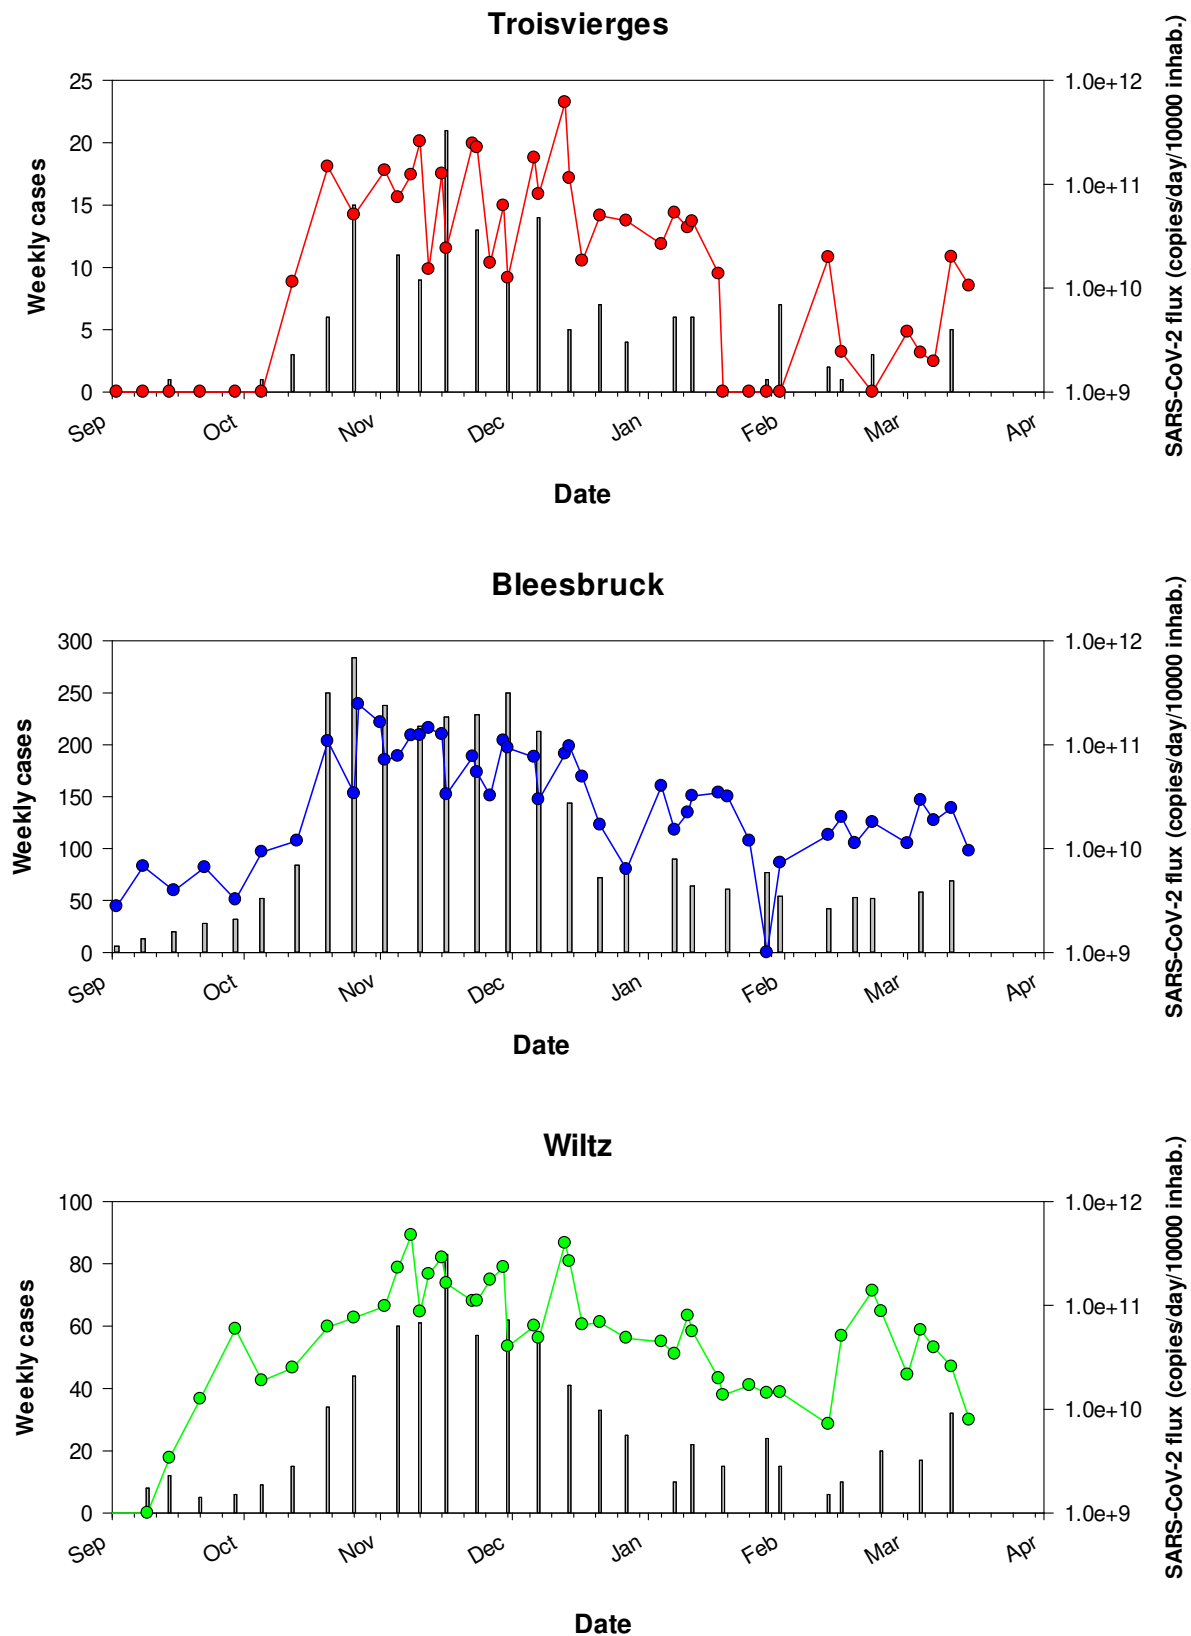 Troisvierges
25
20
15
10
5
0
Weekly cases
1.0e+12
1.0e+11
1.0e+10
1.0e+9
SARS-CoV-2 flux (copies/day/10000 inhab.)
Sep Oct Nov Dec Jan Feb Mar Apr
Date
Bleesbruck
300
250
200
150
100
50
0
Weekly cases
1.0e+12
1.0e+11
1.0e+10
1.0e+9
SARS-CoV-2 flux (copies/day/10000 inhab.)
Sep Oct Nov Dec Jan Feb Mar Apr
Date
Wiltz
100
80
60
40
20
0
Weekly cases
1.0e+12
1.0e+11
1.0e+10
1.0e+9
SARS-CoV-2 flux (copies/day/10000 inhab.)
Sep Oct Nov Dec Jan Feb Mar Apr
Date